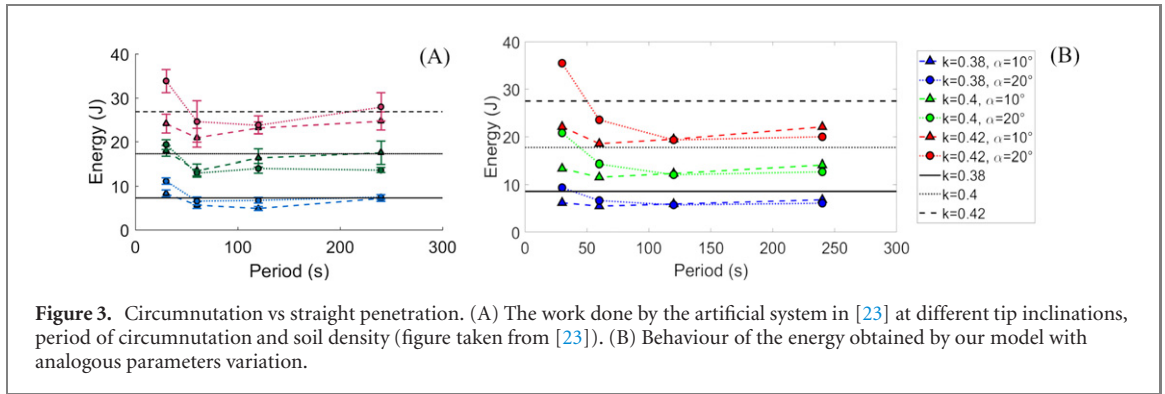 (A)
40
30
20
10
0
Energy (J)
0 100 200 300
Period (s)
(B)
40
30
20
10
0
Energy (J)
0 50 100 150 200 250 300
Period (s)
k=0.38, α=10°
k=0.38, α=20°
k=0.4, α=10°
k=0.4, α=20°
k=0.42, α=10°
k=0.42, α=20°
k=0.38
k=0.4
k=0.42
Figure 3. Circumnutation vs straight penetration. (A) The work done by the artificial system in [23] at different tip inclinations,
period of circumnutation and soil density (figure taken from [23]). (B) Behaviour of the energy obtained by our model with
analogous parameters variation.